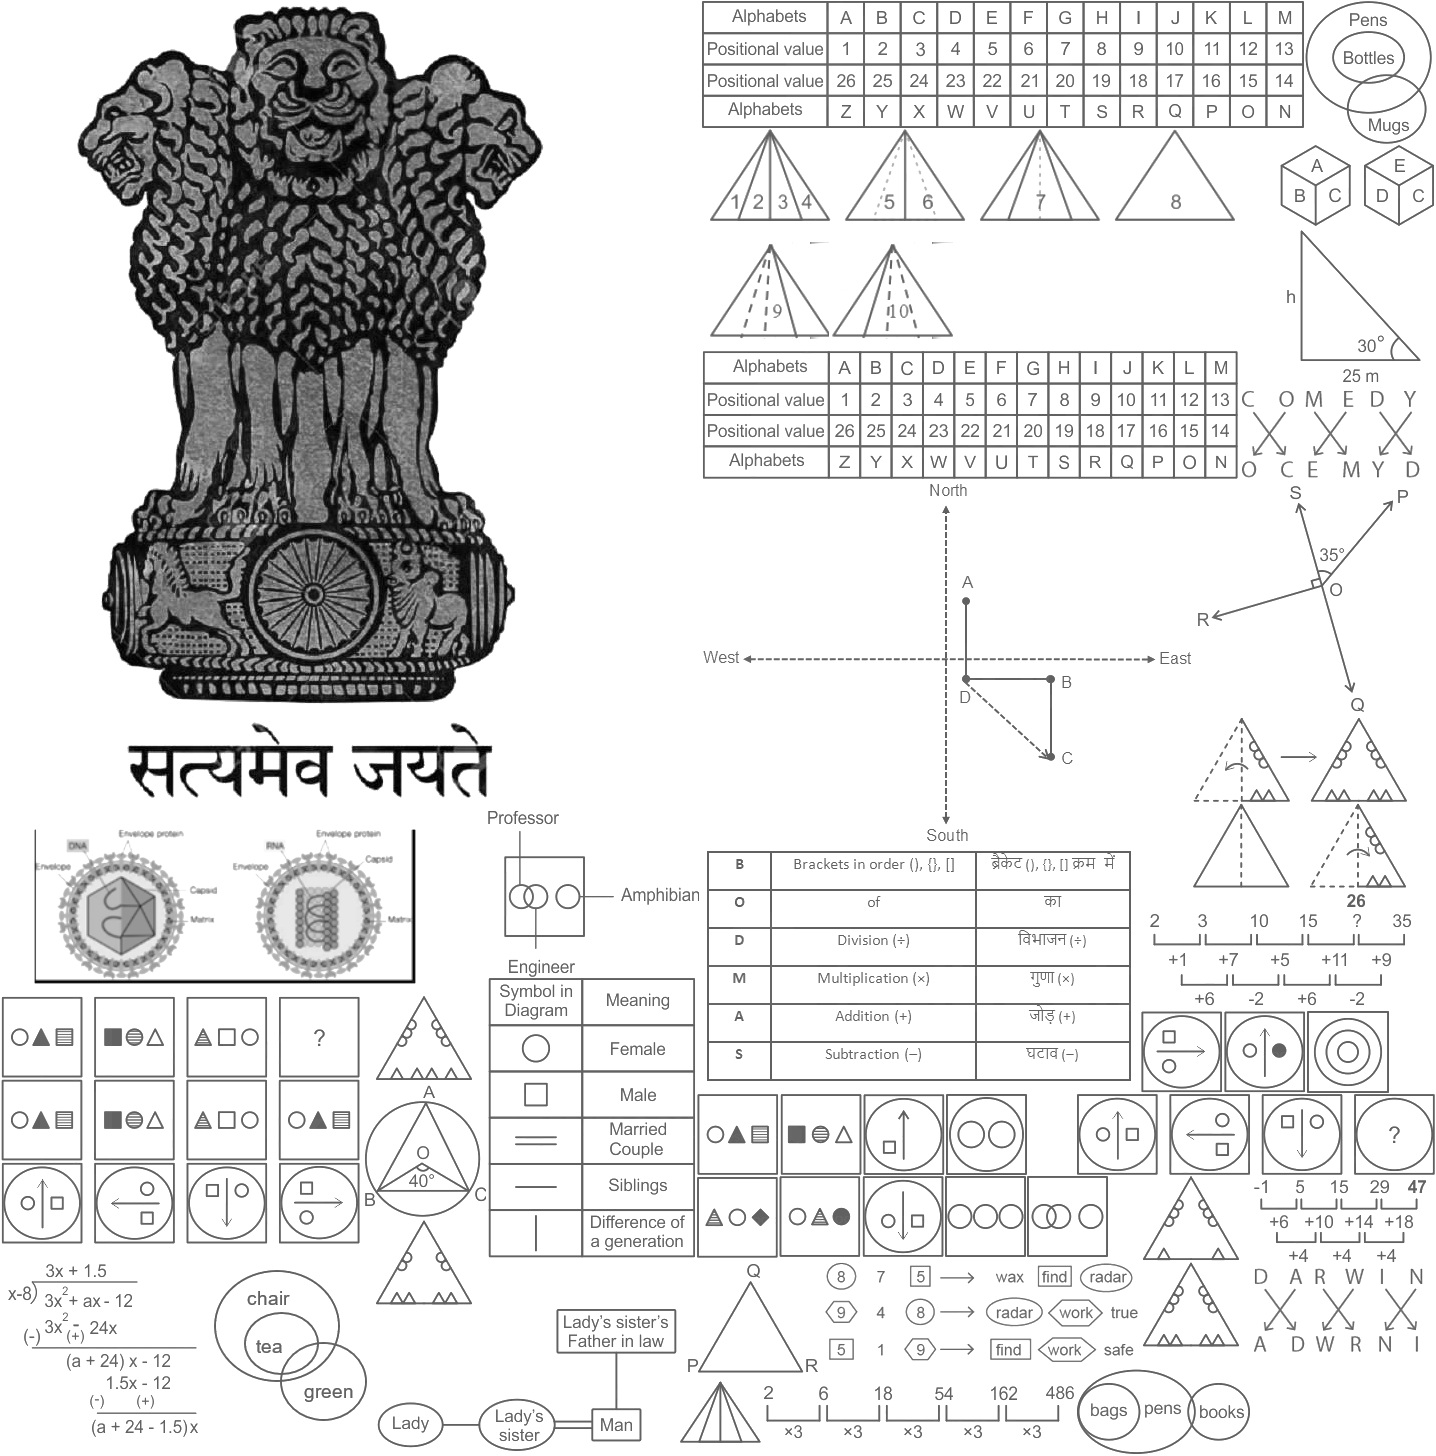 Alphabets A B C D E F G H I J K L M
Positional value 1 2 3 4 5 6 7 8 9 10 11 12 13
Positional value 26 25 24 23 22 21 20 19 18 17 16 15 14
Alphabets Z Y X W V U T S R Q P O N
Pens
Bottles
Mugs
1 2 3 4
5 6
7
8
A
B C
E
D C
9
10
h
30°
25 m
Alphabets A B C D E F G H I J K L M
Positional value 1 2 3 4 5 6 7 8 9 10 11 12 13
Positional value 26 25 24 23 22 21 20 19 18 17 16 15 14
Alphabets Z Y X W V U T S R Q P O N
C O M E D Y
O C E M Y D
North
A
West
East
D
B
C
South
S
P
35°
O
R
Q
सत्यमेव जयते
DNA
Envelope protein
Envelope
Capsid
Matrix
RNA
Envelope protein
Envelope
Capsid
Matrix
Professor
Amphibian
Engineer
B Brackets in order (), {}, [] ब्रैकेट (), {}, [] क्रम में
O of का
D Division (÷) विभाजन (÷)
M Multiplication (×) गुणा (×)
A Addition (+) जोड़ (+)
S Subtraction (−) घटाव (−)
26
2 3 10 15 ? 35
+1 +7 +5 +11 +9
+6 -2 +6 -2
Symbol in Diagram Meaning
Female
Male
Married Couple
Siblings
Difference of a generation
?
A
O
40°
B
C
?
-1 5 15 29 47
+6 +10 +14 +18
+4 +4 +4
D A R W I N
A D W R N I
3x + 1.5
x-8) 3x2+ ax - 12
(-) 3x2 - (+) 24x
(a + 24) x - 12
1.5x - 12
(-) (+)
(a + 24 - 1.5)x
chair
tea
green
Lady's sister's
Father in law
Lady
Lady's sister
Man
Q
P
R
8 7 5 wax find radar
9 4 8 radar work true
5 1 9 find work safe
2 6 18 54 162 486
×3 ×3 ×3 ×3 ×3
bags
pens
books